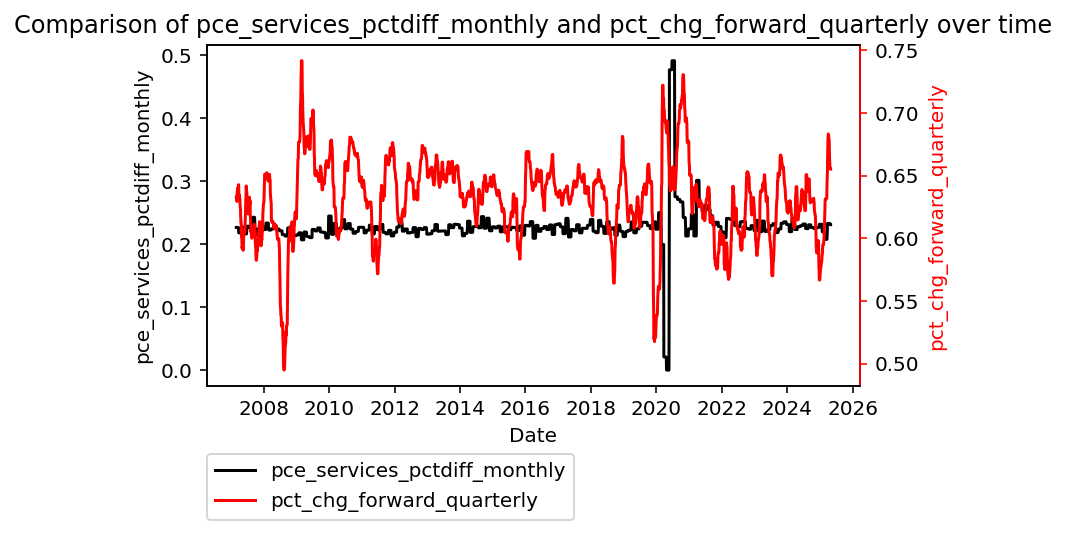 Comparison of pce_services_pctdiff_monthly and pct_chg_forward_quarterly over time
pce_services_pctdiff_monthly
0.5
0.4
0.3
0.2
0.1
0.0
0.75
0.70
0.65
0.60
0.55
0.50
pct_chg_forward_quarterly
2008 2010 2012 2014 2016 2018 2020 2022 2024 2026
Date
pce_services_pctdiff_monthly
pct_chg_forward_quarterly